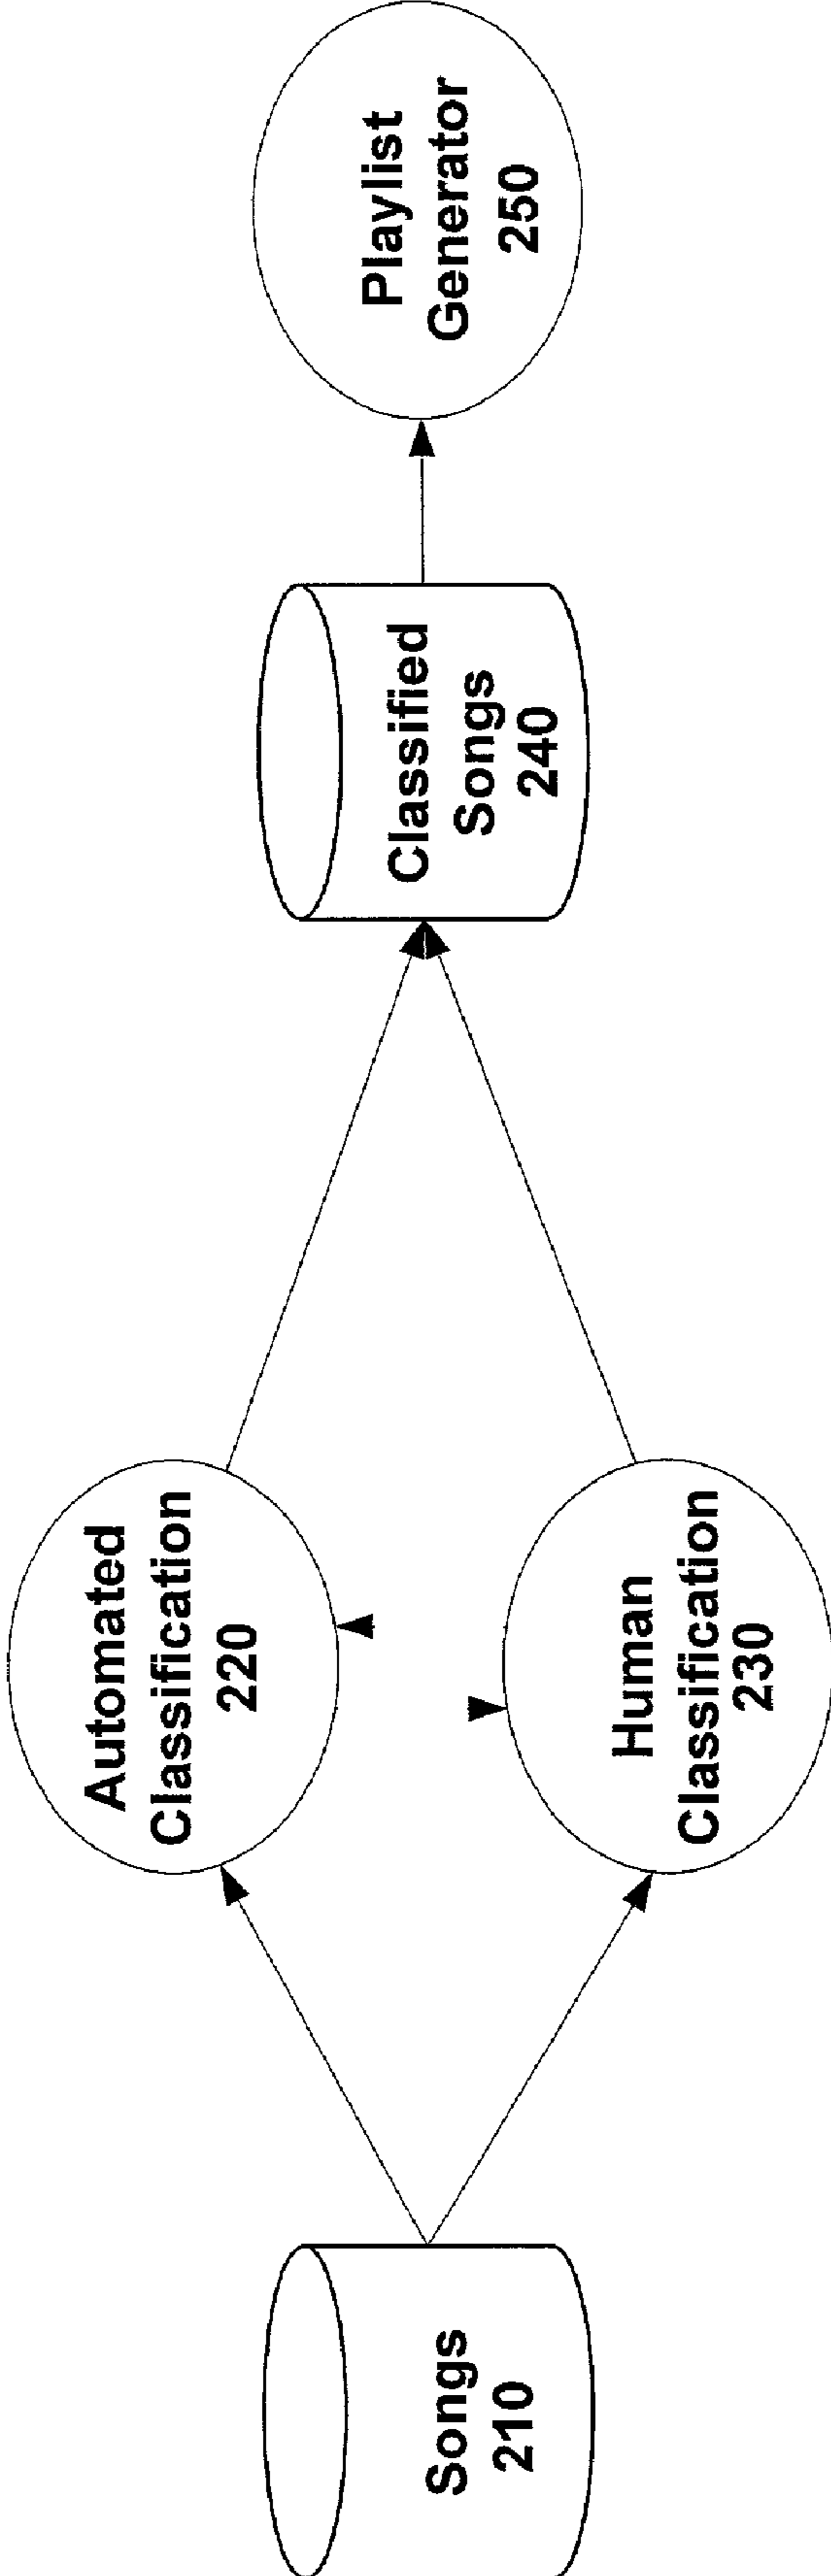 Songs
210
Automated
Classification
220
Human
Classification
230
Classified
Songs
240
Playlist
Generator
250